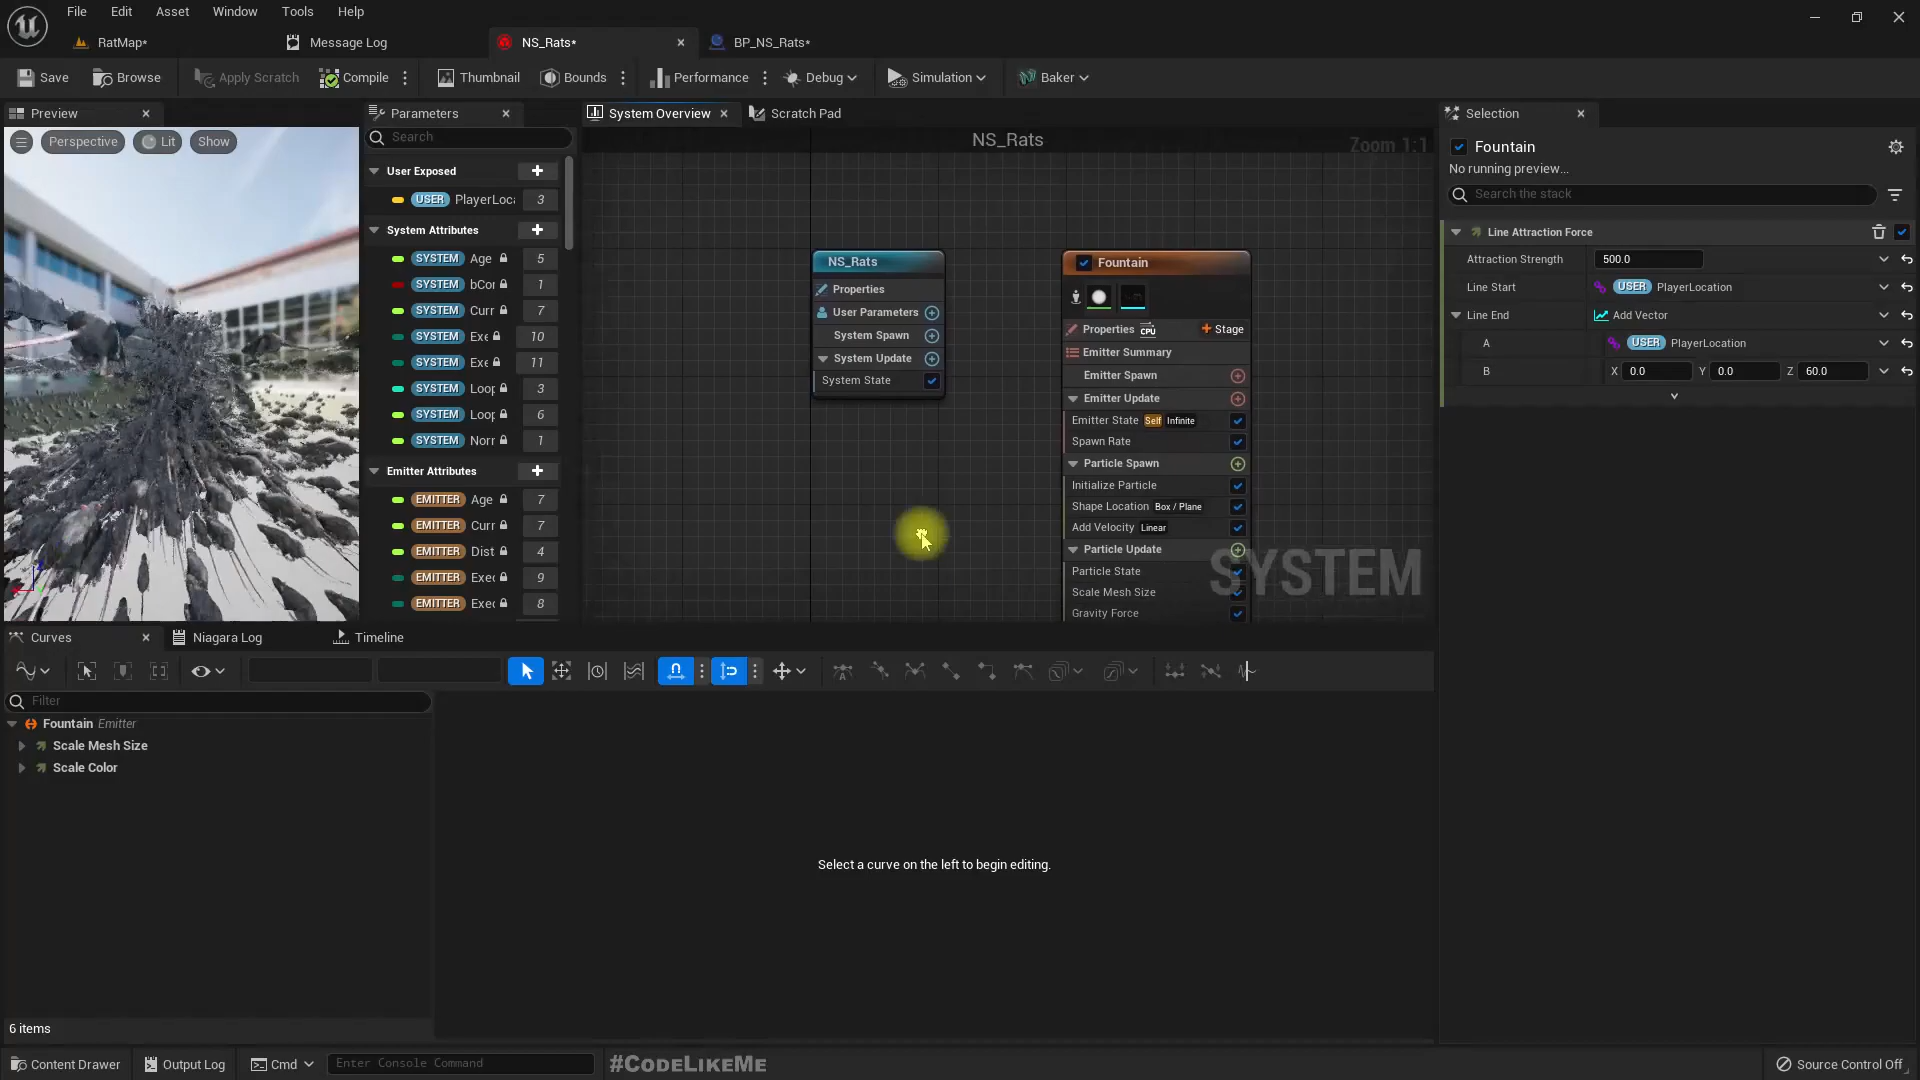 File Edit Asset Window Tools Help
RatMap* Message Log NS_Rats* BP_NS_Rats*
Save Browse Apply Scratch Compile Thumbnail Bounds Performance Debug Simulation Baker
Preview Parameters System Overview Scratch Pad Selection
Perspective Lit Show
Search
NS_Rats
Zoom 1:1
Fountain
No running preview...
Search the stack
User Exposed
USER PlayerLoca 3
System Attributes
SYSTEM Age 5
SYSTEM bCor 1
SYSTEM Curr 7
SYSTEM Exe 10
SYSTEM Exe 11
SYSTEM Loop 3
SYSTEM Loop 6
SYSTEM Norr 1
Emitter Attributes
EMITTER Age 7
EMITTER Curr 7
EMITTER Dist 4
EMITTER Exec 9
EMITTER Exec 8
NS_Rats
Properties
User Parameters
System Spawn
System Update
System State
Fountain
Properties CPU Stage
Emitter Summary
Emitter Spawn
Emitter Update
Emitter State Self Infinite
Spawn Rate
Particle Spawn
Initialize Particle
Shape Location Box / Plane
Add Velocity Linear
Particle Update
Particle State
Scale Mesh Size
Gravity Force
SYSTEM
Line Attraction Force
Attraction Strength 500.0
Line Start USER PlayerLocation
Line End Add Vector
A USER PlayerLocation
B X 0.0 Y 0.0 Z 60.0
Curves Niagara Log Timeline
Filter
Fountain Emitter
Scale Mesh Size
Scale Color
Select a curve on the left to begin editing.
6 items
Content Drawer Output Log Cmd Enter Console Command #CodeLikeMe Source Control Off